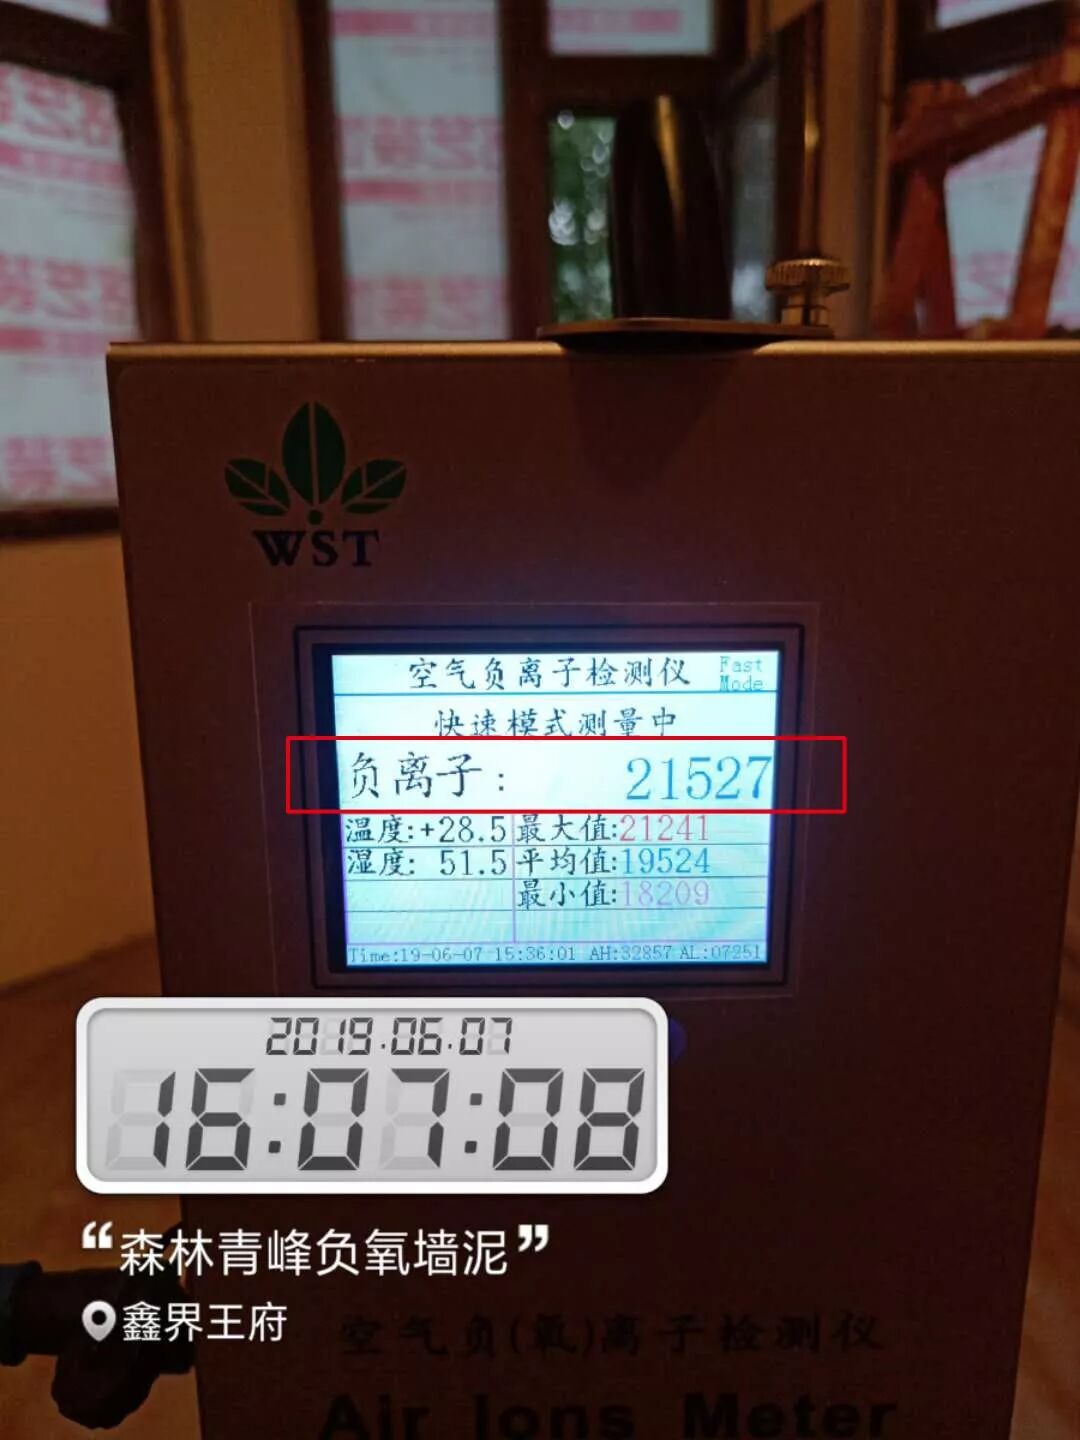 WST
空气负离子检测仪 Fast Mode
快速模式测量中
负离子: 21527
温度:+28.5 最大值:21241
湿度: 51.5 平均值:19524
最小值:18209
Time:19-06-07 15:36:01 AH:32857 AL:07251
2019.06.07
16:07:08
“森林青峰负氧墙泥”
鑫界王府
空气负(氧)离子检测仪
Air Ions Meter